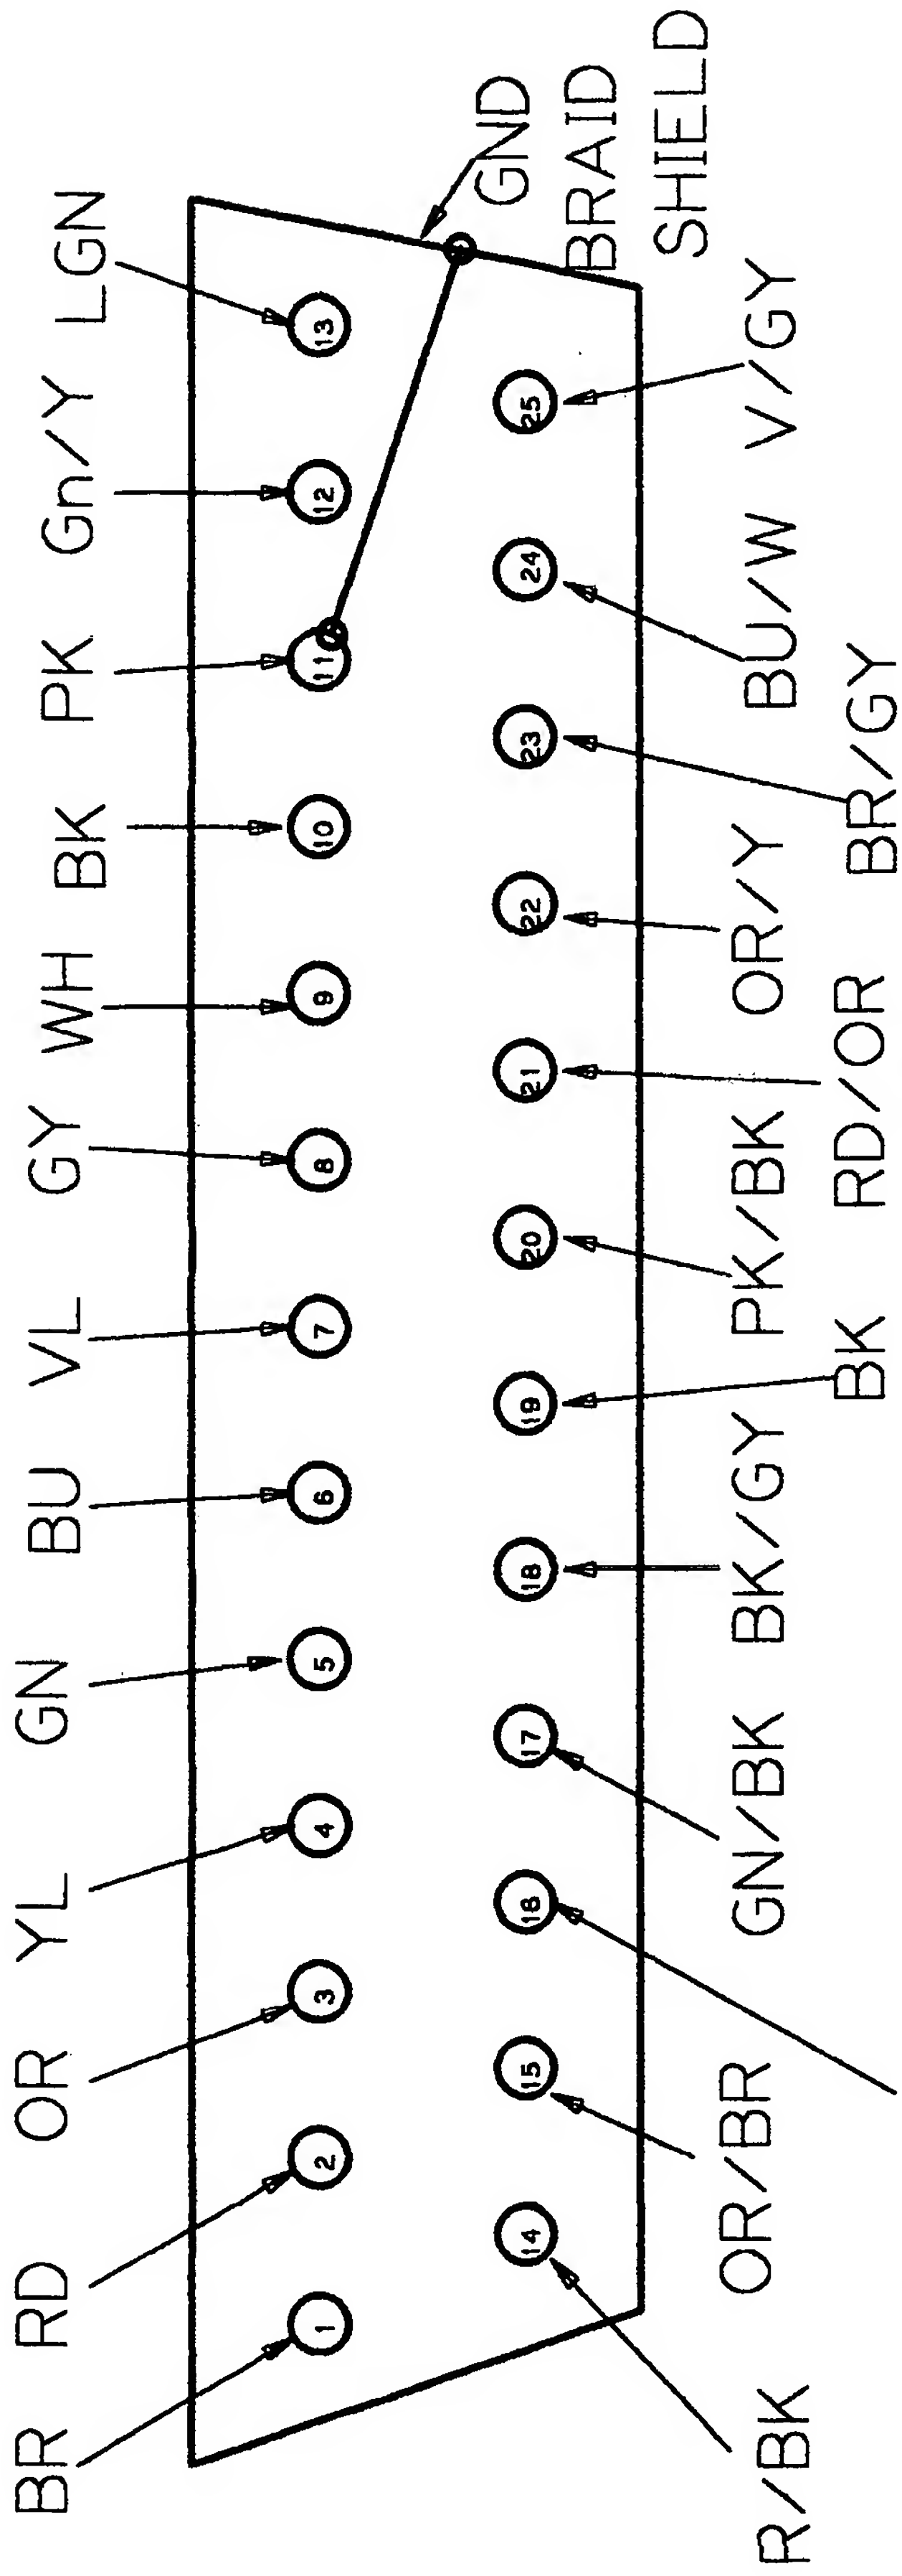 BR RD OR YL GN BU VL GY WH BK PK Gn/Y LGN
1 2 3 4 5 6 7 8 9 10 11 12 13
GND
BRAID
SHIELD
14 15 16 17 18 19 20 21 22 23 24 25
R/BK OR/BR GN/BK BK/GY PK/BK OR/Y BU/W V/GY
BK RD/OR BR/GY